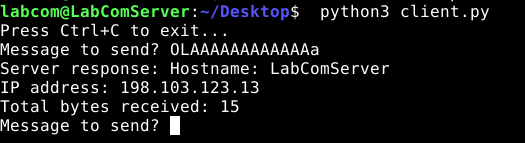 labcom@LabComServer:~/Desktop$  python3 client.py
Press Ctrl+C to exit...
Message to send? OLAAAAAAAAAAAAa
Server response: Hostname: LabComServer
IP address: 198.103.123.13
Total bytes received: 15
Message to send?